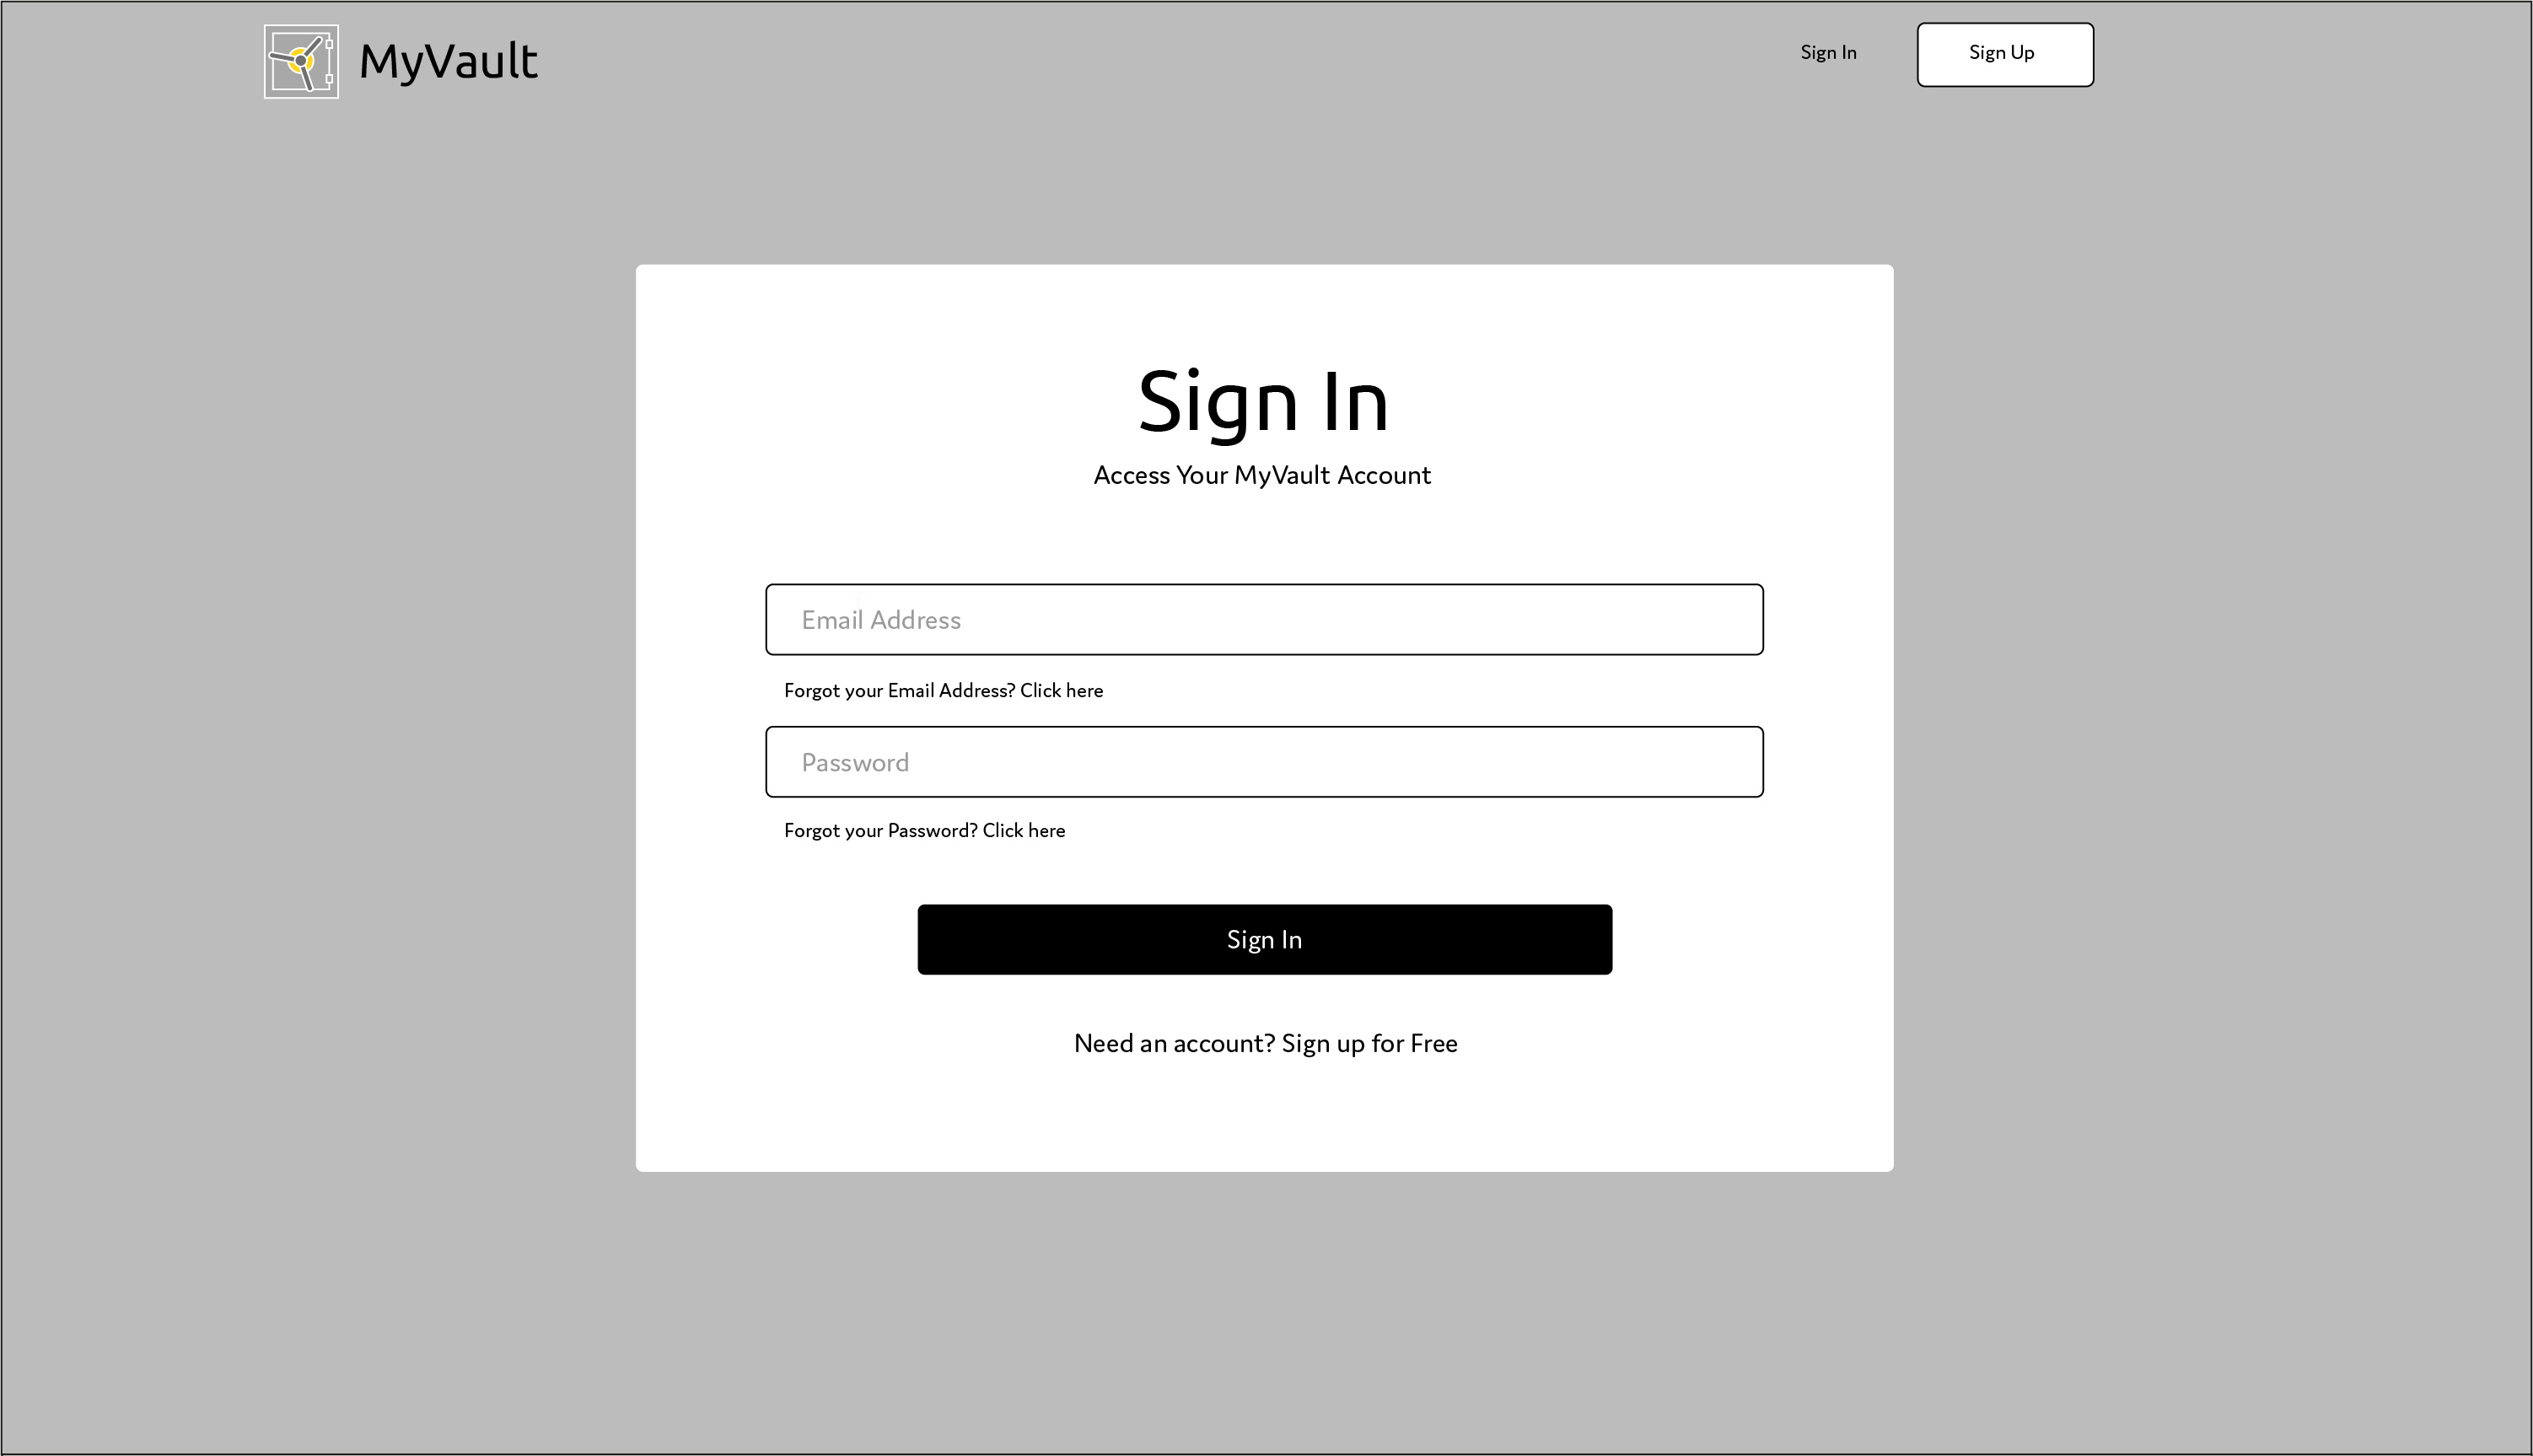 MyVault
Sign In
Sign Up
Sign In
Access Your MyVault Account
Email Address
Forgot your Email Address? Click here
Password
Forgot your Password? Click here
Sign In
Need an account? Sign up for Free